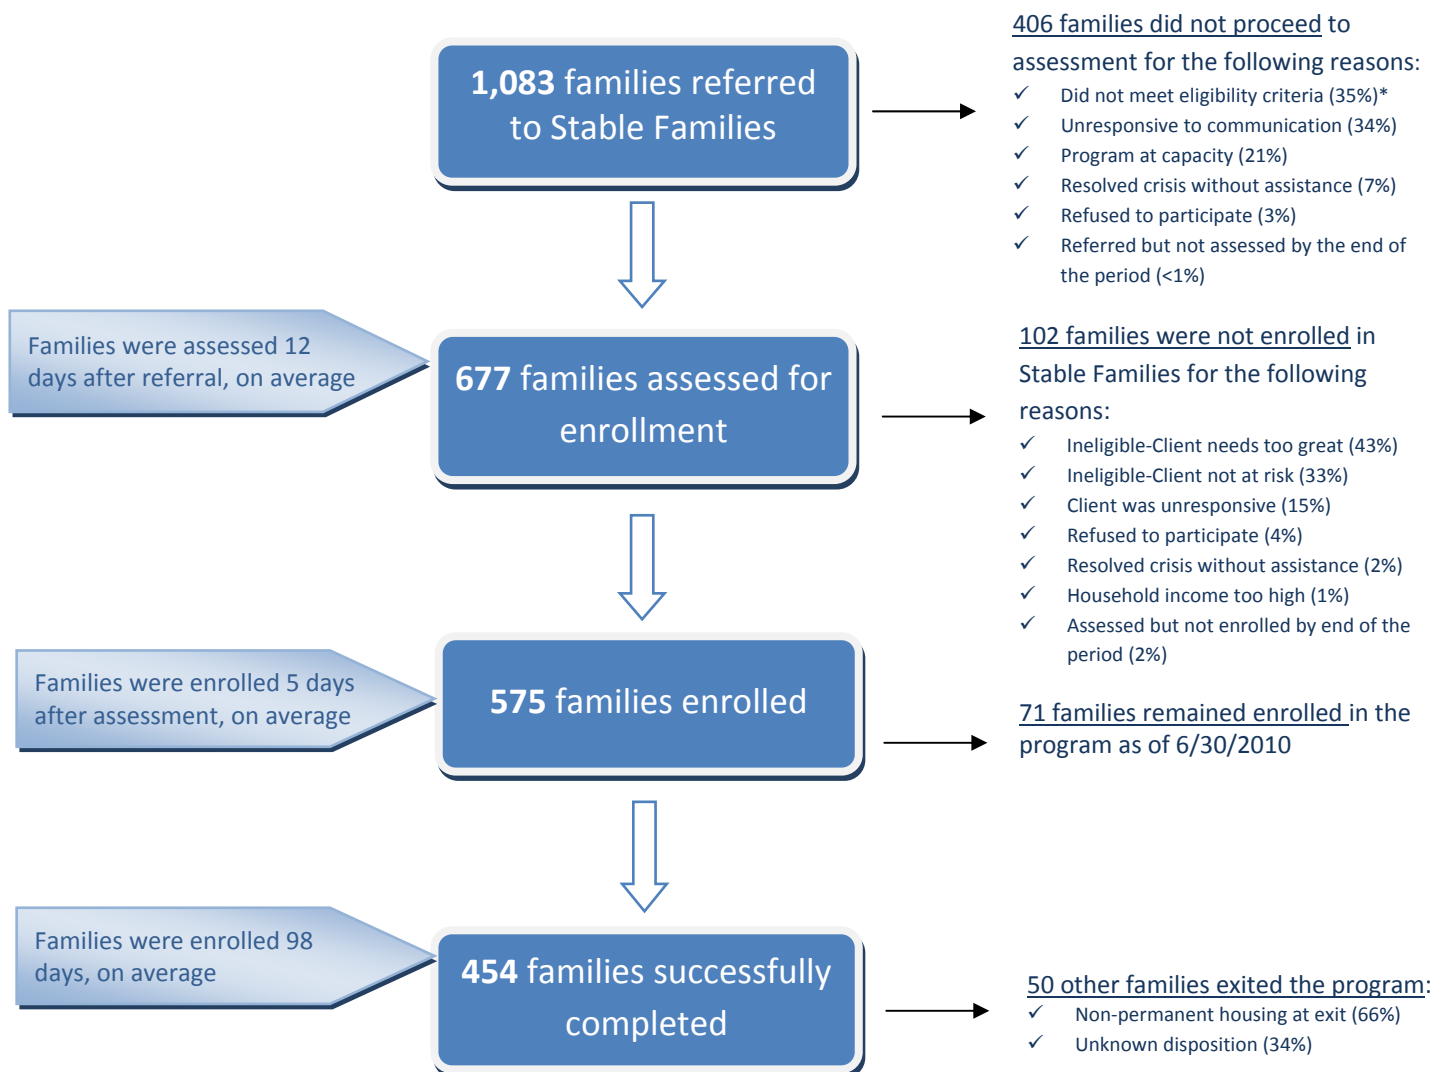 1,083 families referred
to Stable Families
406 families did not proceed to
assessment for the following reasons:
✓ Did not meet eligibility criteria (35%)*
✓ Unresponsive to communication (34%)
✓ Program at capacity (21%)
✓ Resolved crisis without assistance (7%)
✓ Refused to participate (3%)
✓ Referred but not assessed by the end of
the period (<1%)
Families were assessed 12
days after referral, on average
677 families assessed for
enrollment
102 families were not enrolled in
Stable Families for the following
reasons:
✓ Ineligible-Client needs too great (43%)
✓ Ineligible-Client not at risk (33%)
✓ Client was unresponsive (15%)
✓ Refused to participate (4%)
✓ Resolved crisis without assistance (2%)
✓ Household income too high (1%)
✓ Assessed but not enrolled by end of the
period (2%)
Families were enrolled 5 days
after assessment, on average
575 families enrolled
71 families remained enrolled in the
program as of 6/30/2010
Families were enrolled 98
days, on average
454 families successfully
completed
50 other families exited the program:
✓ Non-permanent housing at exit (66%)
✓ Unknown disposition (34%)